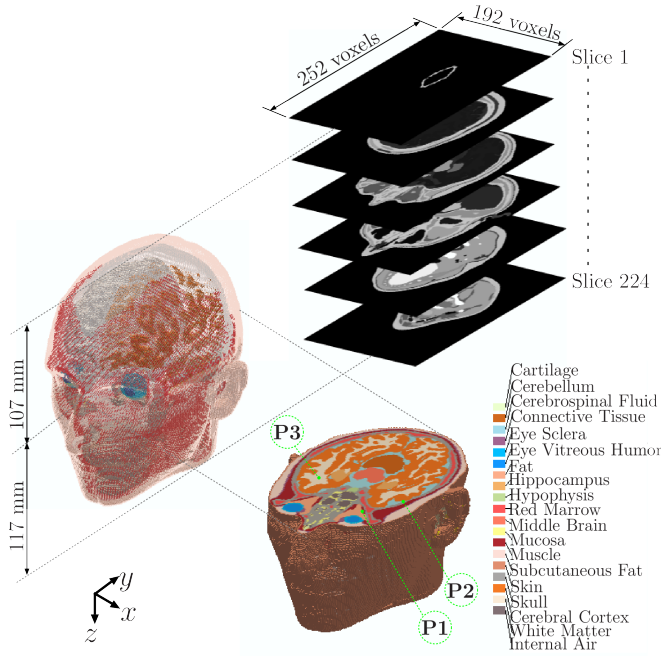 192 voxels
252 voxels
Slice 1
Slice 224
107 mm
117 mm
y
x
z
P3
P2
P1
Cartilage
Cerebellum
Cerebrospinal Fluid
Connective Tissue
Eye Sclera
Eye Vitreous Humor
Fat
Hippocampus
Hypophysis
Red Marrow
Middle Brain
Mucosa
Muscle
Subcutaneous Fat
Skin
Skull
Cerebral Cortex
White Matter
Internal Air